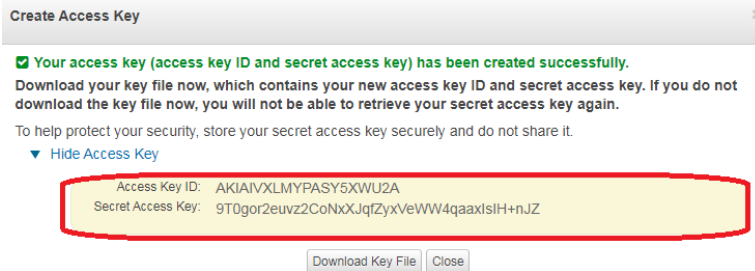 Create Access Key
Your access key (access key ID and secret access key) has been created successfully.
Download your key file now, which contains your new access key ID and secret access key. If you do not
download the key file now, you will not be able to retrieve your secret access key again.
To help protect your security, store your secret access key securely and do not share it.
Hide Access Key
Access Key ID: AKIAIVXLMYPASY5XWU2A
Secret Access Key: 9T0gor2euvz2CoNxXJqfZyxVeWW4qaaxIsIH+nJZ
Download Key File Close